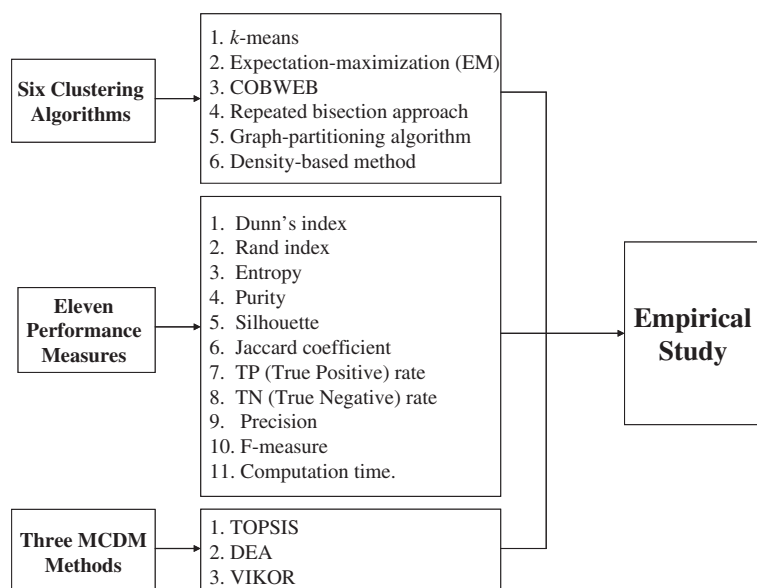 Six Clustering
Algorithms
1. k-means
2. Expectation-maximization (EM)
3. COBWEB
4. Repeated bisection approach
5. Graph-partitioning algorithm
6. Density-based method
Eleven
Performance
Measures
1. Dunn's index
2. Rand index
3. Entropy
4. Purity
5. Silhouette
6. Jaccard coefficient
7. TP (True Positive) rate
8. TN (True Negative) rate
9. Precision
10. F-measure
11. Computation time.
Three MCDM
Methods
1. TOPSIS
2. DEA
3. VIKOR
Empirical
Study